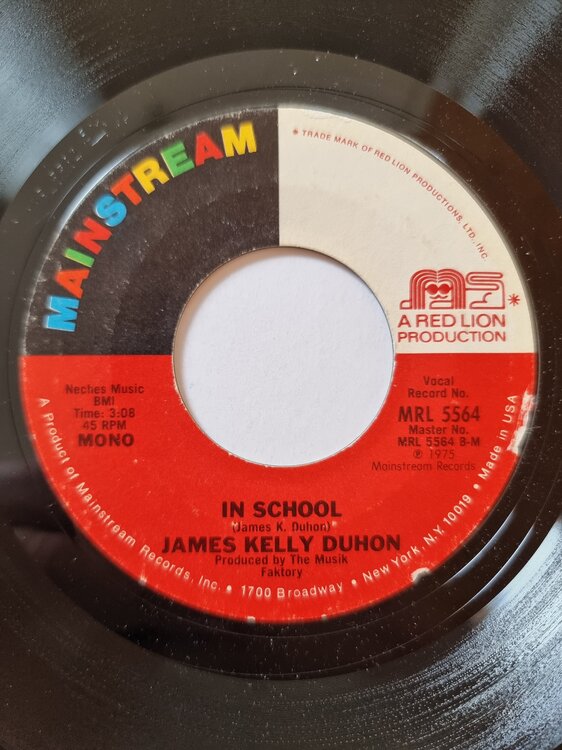 MAINSTREAM
* TRADE MARK OF RED LION PRODUCTIONS, LTD., INC.
MS*
A RED LION
PRODUCTION
Neches Music
BMI
Time: 3:08
45 RPM
MONO
Vocal
Record No.
MRL 5564
Master No.
MRL 5564 B-M
℗ 1975
Mainstream Records
IN SCHOOL
(James K. Duhon)
JAMES KELLY DUHON
Produced by The Musik
Faktory
A Product of Mainstream Records, Inc. • 1700 Broadway • New York, N.Y. 10019 • Made in USA